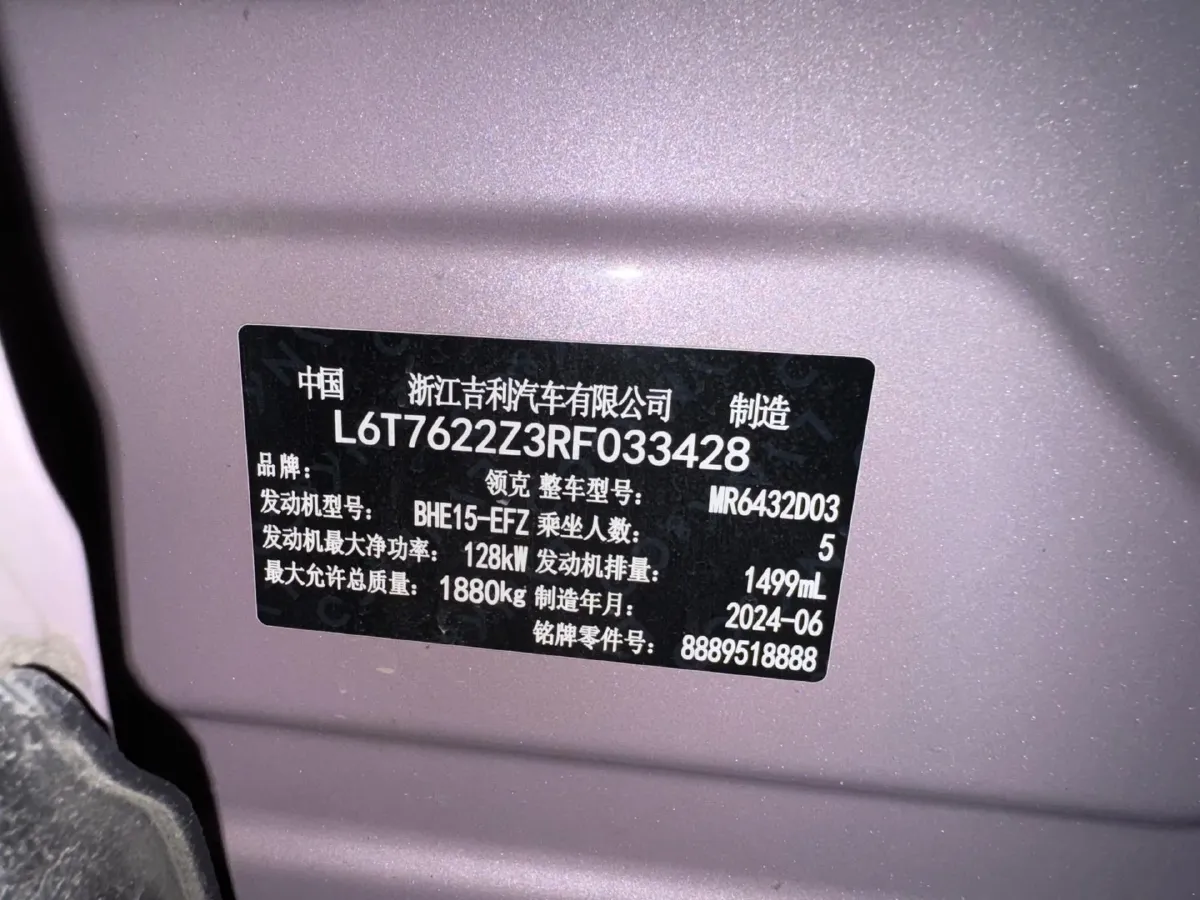 中国 浙江吉利汽车有限公司 制造
L6T7622Z3RF033428
品牌: 领克 整车型号: MR6432D03
发动机型号: BHE15-EFZ 乘坐人数: 5
发动机最大净功率: 128kW 发动机排量: 1499mL
最大允许总质量: 1880kg 制造年月: 2024-06
铭牌零件号: 8889518888